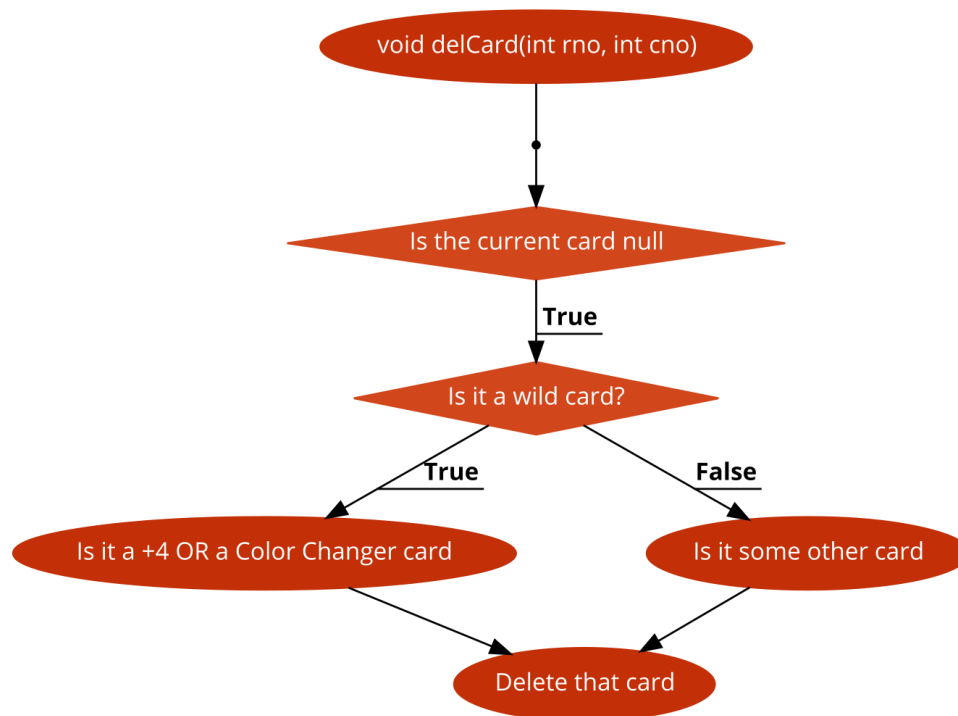 void delCard(int rno, int cno)
Is the current card null
True
Is it a wild card?
True
False
Is it a +4 OR a Color Changer card
Is it some other card
Delete that card